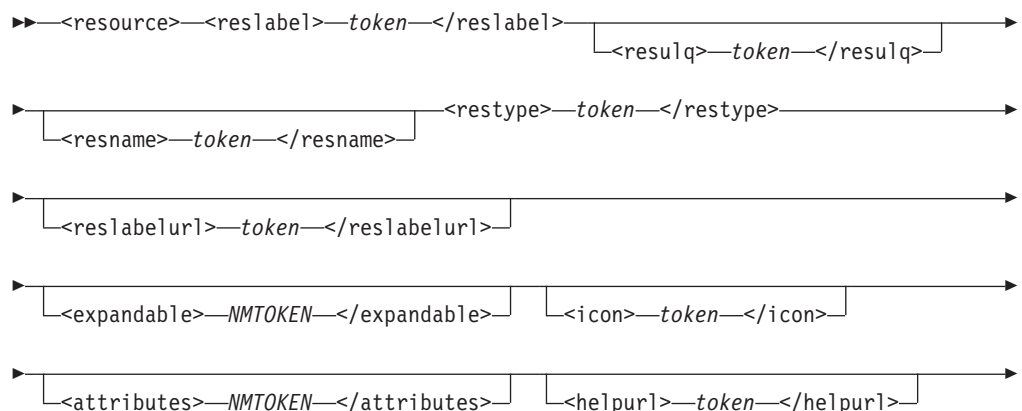 <resource> <reslabel> token </reslabel>
<resulq> token </resulq>
<restype> token </restype>
<resname> token </resname>
<reslabelurl> token </reslabelurl>
<expandable> NMTOKEN </expandable> <icon> token </icon>
<attributes> NMTOKEN </attributes> <helpurl> token </helpurl>